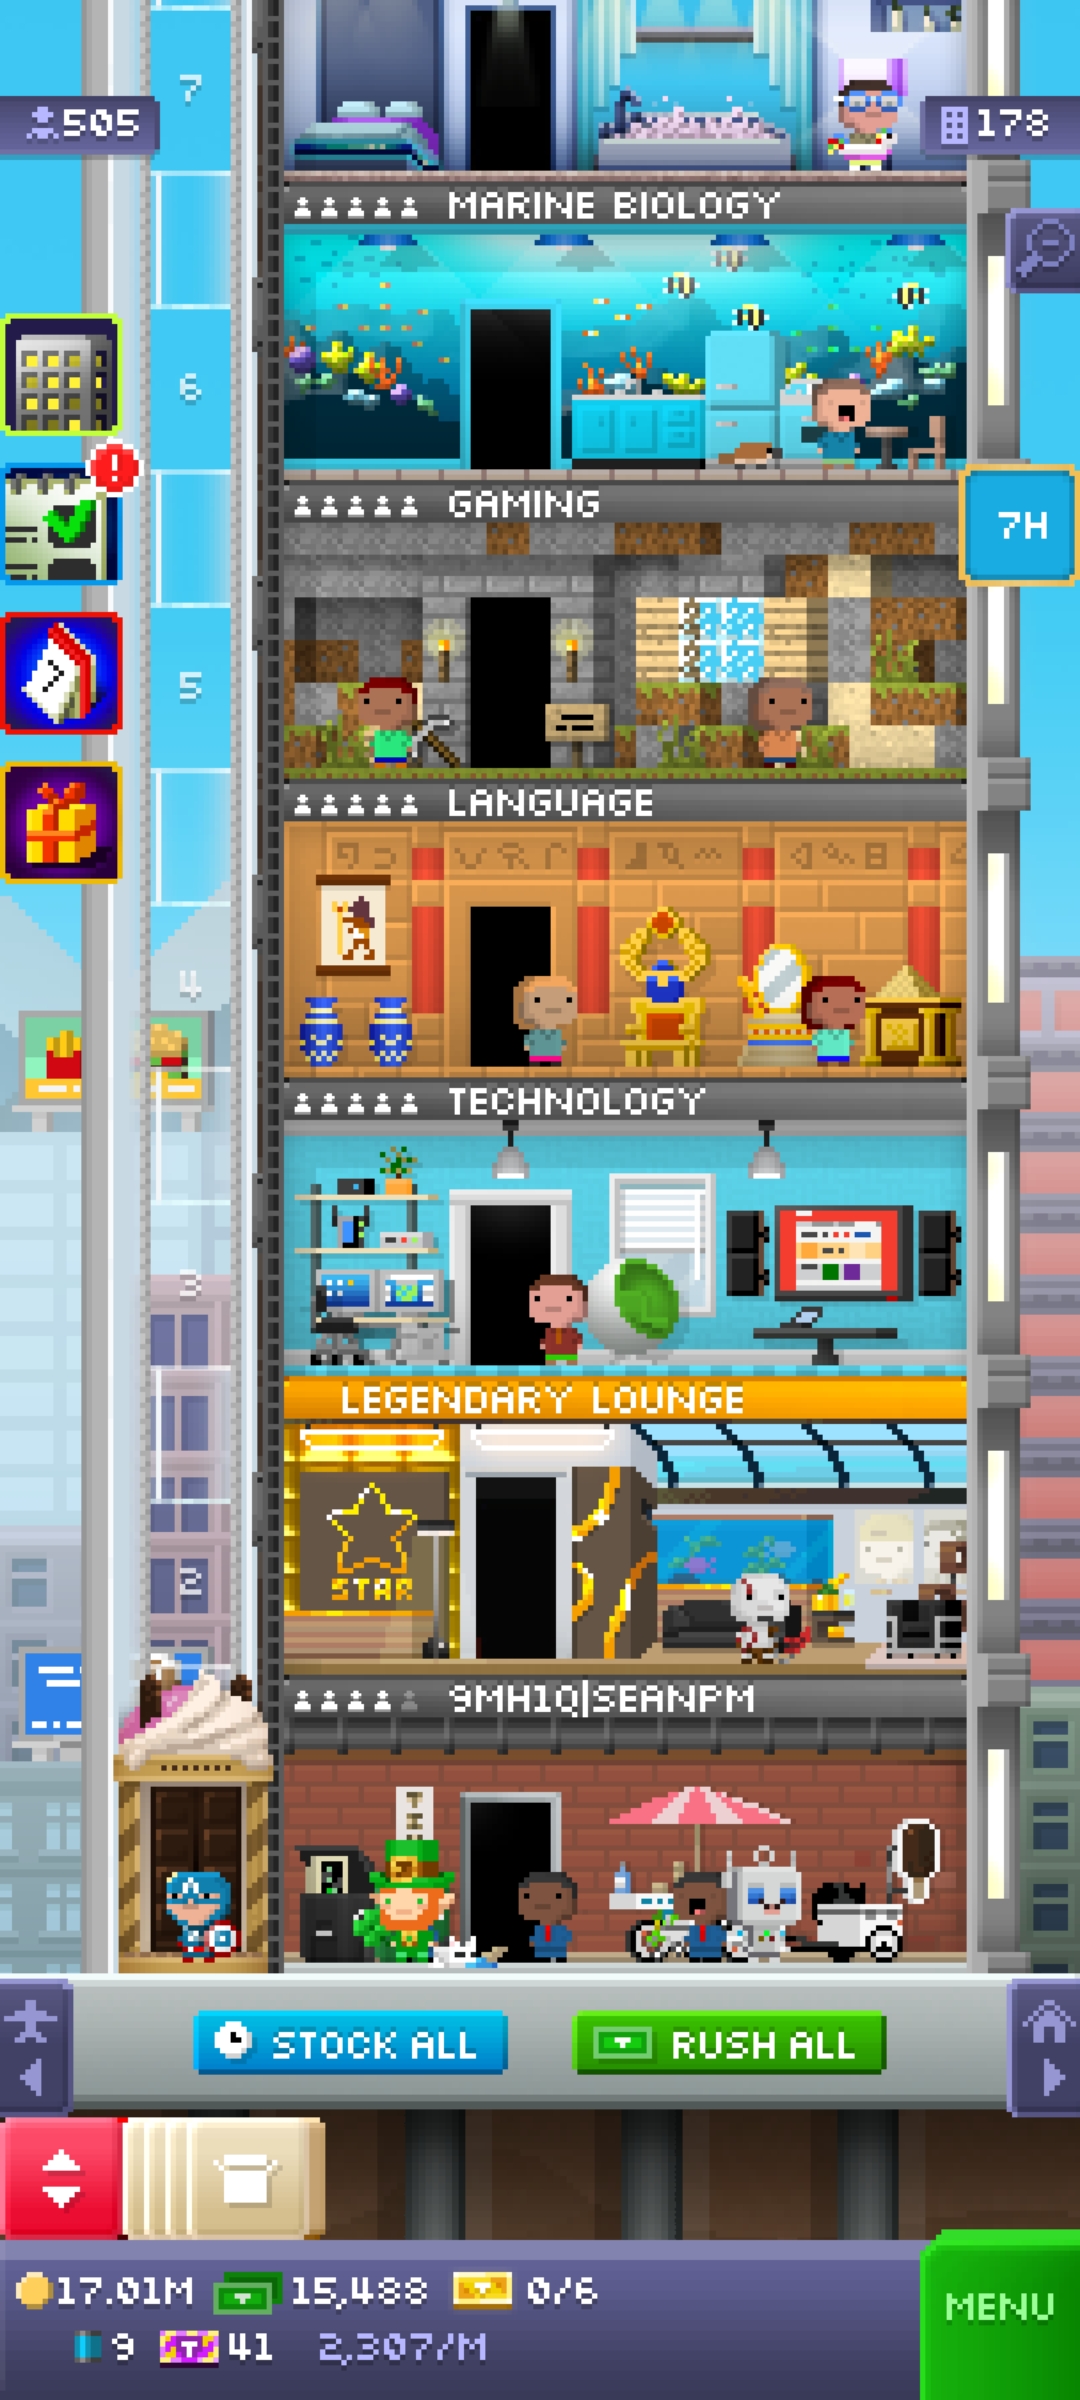 7
505
178
MARINE BIOLOGY
6
GAMING
7H
5
LANGUAGE
4
TECHNOLOGY
3
LEGENDARY LOUNGE
STAR
2
9MH1Q|SEANPM
STOCK ALL
RUSH ALL
17.01M
15,488
0/6
MENU
9
41
2,307/M